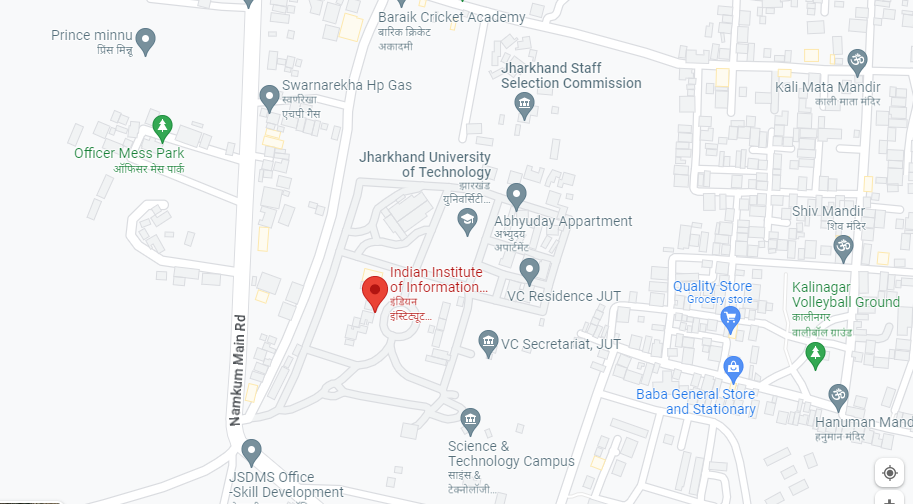 Baraik Cricket Academy
बारिक क्रिकेट
अकादमी
Prince minnu
प्रिंस मिन्नू
Jharkhand Staff
Selection Commission
Kali Mata Mandir
काली माता मंदिर
Swarnarekha Hp Gas
स्वर्णरेखा
एचपी गैस
Officer Mess Park
ऑफिसर मेस पार्क
Jharkhand University
of Technology
झारखंड
युनिवर्सिटी...
Abhyuday Appartment
अभ्युदय
अपार्टमेंट
Shiv Mandir
शिव मंदिर
Indian Institute
of Information...
इंडियन
इंस्टिट्यूट...
VC Residence JUT
Quality Store
Grocery store
Kalinagar
Volleyball Ground
कालीनगर
वालीबॉल ग्राउंड
Namkum Main Rd
VC Secretariat, JUT
Baba General Store
and Stationary
Hanuman Mand
हनुमान मंदिर
Science &
Technology Campus
साइंस &
टेक्नोलॉजी...
JSDMS Office
-Skill Development